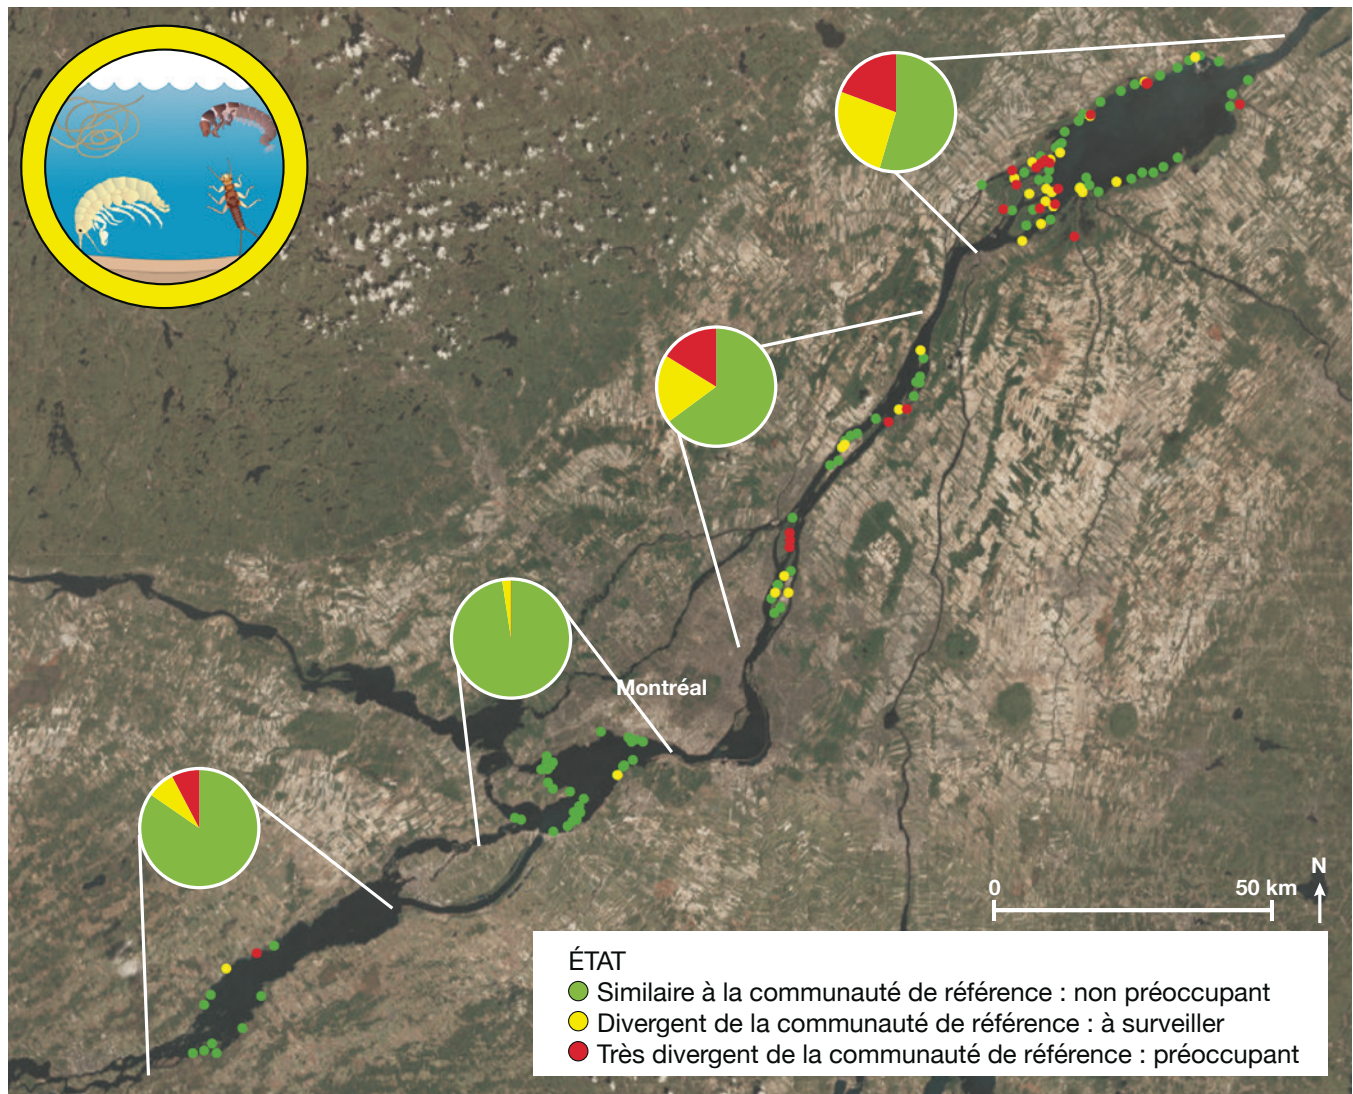 Montréal
0 50 km
N
ÉTAT
Similaire à la communauté de référence : non préoccupant
Divergent de la communauté de référence : à surveiller
Très divergent de la communauté de référence : préoccupant